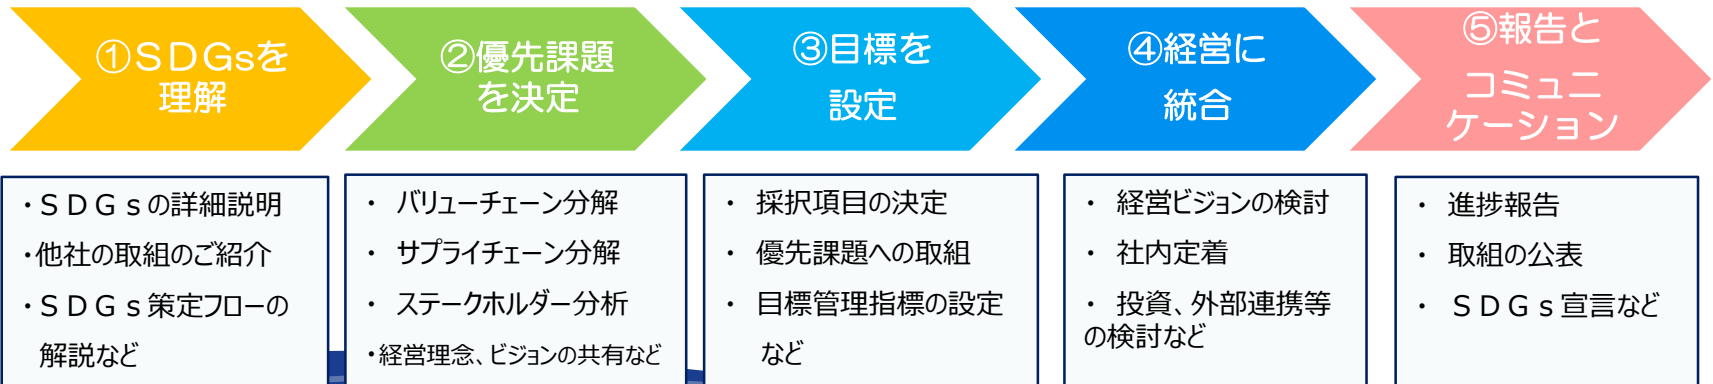 ①ＳＤGsを
理解
②優先課題
を決定
③目標を
設定
④経営に
統合
⑤報告と
コミュニ
ケーション
・ＳＤＧｓの詳細説明
・他社の取組のご紹介
・ＳＤＧｓ策定フローの
解説など
・ バリューチェーン分解
・ サプライチェーン分解
・ ステークホルダー分析
・経営理念、ビジョンの共有など
・ 採択項目の決定
・ 優先課題への取組
・ 目標管理指標の設定
など
・ 経営ビジョンの検討
・ 社内定着
・ 投資、外部連携等
の検討など
・ 進捗報告
・ 取組の公表
・ ＳＤＧｓ宣言など